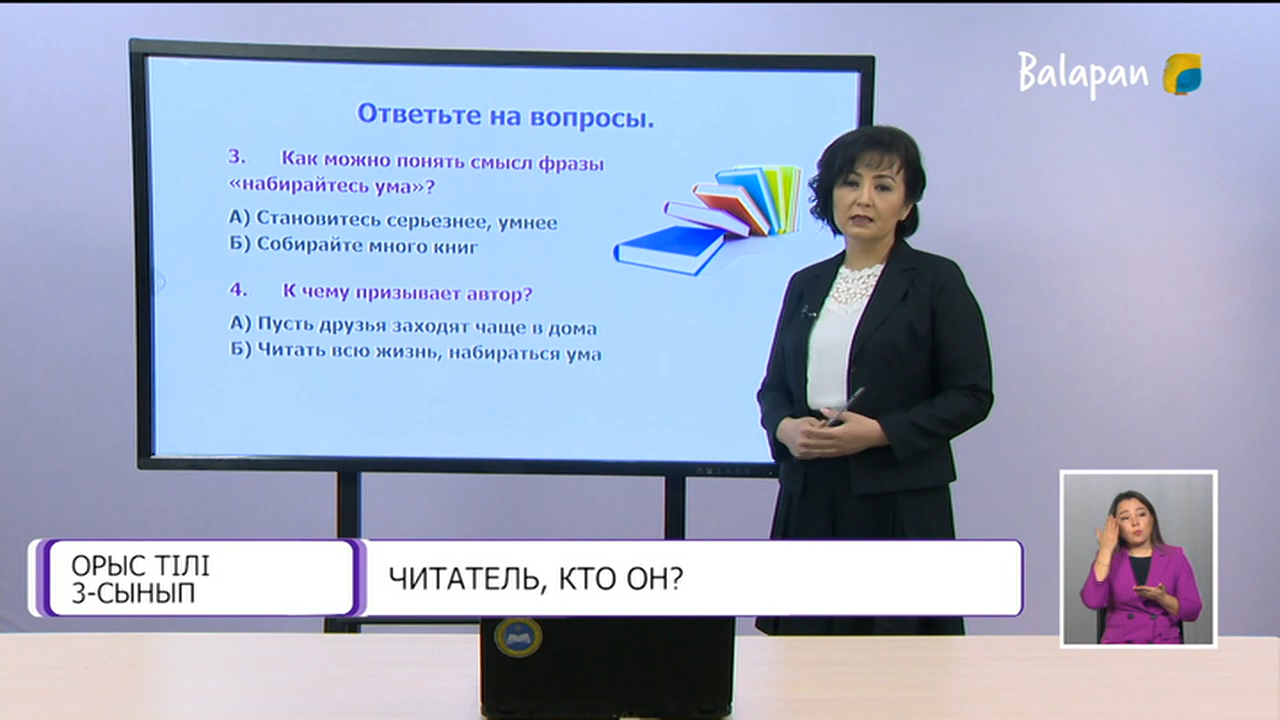 Balapan
Ответьте на вопросы.
3. Как можно понять смысл фразы
«набирайтесь ума»?
А) Становитесь серьезнее, умнее
Б) Собирайте много книг
4. К чему призывает автор?
А) Пусть друзья заходят чаще в дома
Б) Читать всю жизнь, набираться ума
ОРЫС ТІЛІ
3-СЫНЫП
ЧИТАТЕЛЬ, КТО ОН?